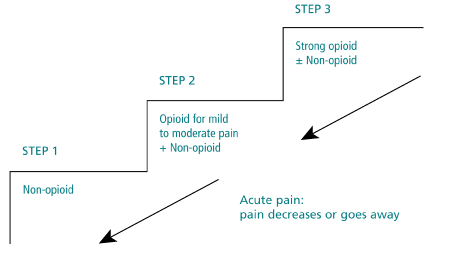 STEP 3
Strong opioid
± Non-opioid
STEP 2
Opioid for mild
to moderate pain
+ Non-opioid
STEP 1
Non-opioid
Acute pain:
pain decreases or goes away